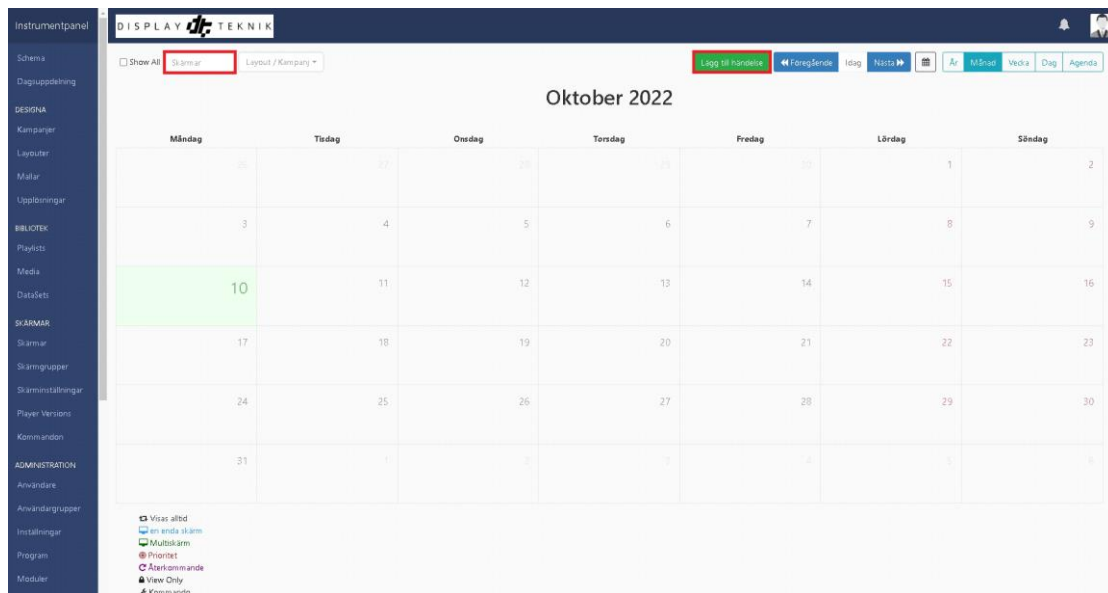 Instrumentpanel
DISPLAY dt TEKNIK
Schema
Dagsuppdelning
DESIGNA
Kampanjer
Layouter
Mallar
Upplösningar
BIBLIOTEK
Playlists
Media
DataSets
SKÄRMAR
Skärmar
Skärmgrupper
Skärminställningar
Player Versions
Kommandon
ADMINISTRATION
Användare
Användargrupper
Inställningar
Program
Moduler
Show All Skärmar Layout / Kampanj
Lägg till händelse Föregående Idag Nästa År Månad Vecka Dag Agenda
Oktober 2022
Måndag Tisdag Onsdag Torsdag Fredag Lördag Söndag
26 27 28 29 30 1 2
3 4 5 6 7 8 9
10 11 12 13 14 15 16
17 18 19 20 21 22 23
24 25 26 27 28 29 30
31 1 2 3 4 5 6
Visas alltid
en enda skärm
Multiskärm
Prioritet
Återkommande
View Only
Kommando